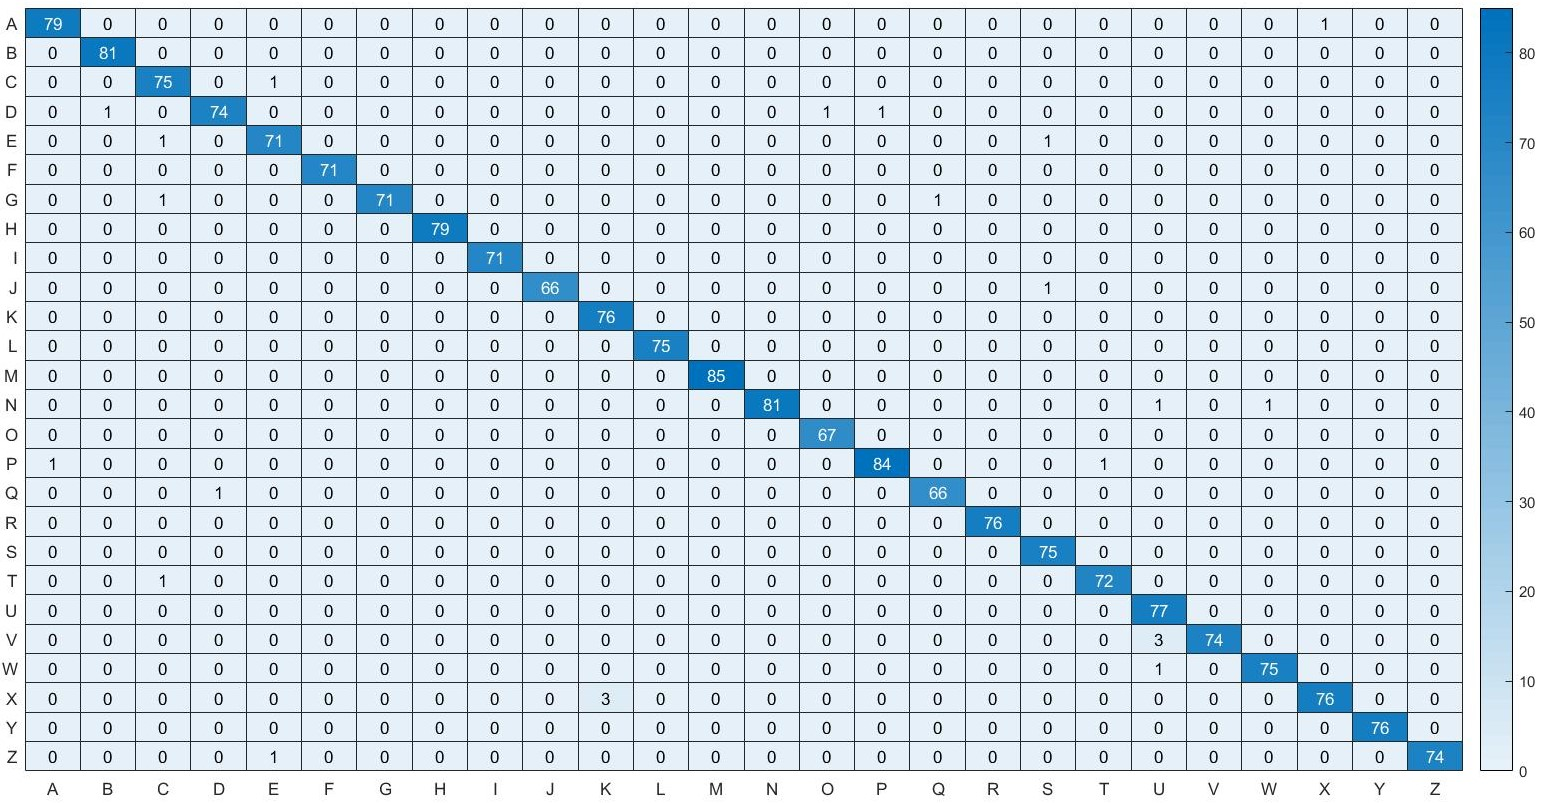 A 79 0 0 0 0 0 0 0 0 0 0 0 0 0 0 0 0 0 0 0 0 0 0 1 0 0
B 0 81 0 0 0 0 0 0 0 0 0 0 0 0 0 0 0 0 0 0 0 0 0 0 0 0
C 0 0 75 0 1 0 0 0 0 0 0 0 0 0 0 0 0 0 0 0 0 0 0 0 0 0
D 0 1 0 74 0 0 0 0 0 0 0 0 0 0 1 1 0 0 0 0 0 0 0 0 0 0
E 0 0 1 0 71 0 0 0 0 0 0 0 0 0 0 0 0 0 1 0 0 0 0 0 0 0
F 0 0 0 0 0 71 0 0 0 0 0 0 0 0 0 0 0 0 0 0 0 0 0 0 0 0
G 0 0 1 0 0 0 71 0 0 0 0 0 0 0 0 0 1 0 0 0 0 0 0 0 0 0
H 0 0 0 0 0 0 0 79 0 0 0 0 0 0 0 0 0 0 0 0 0 0 0 0 0 0
I 0 0 0 0 0 0 0 0 71 0 0 0 0 0 0 0 0 0 0 0 0 0 0 0 0 0
J 0 0 0 0 0 0 0 0 0 66 0 0 0 0 0 0 0 0 1 0 0 0 0 0 0 0
K 0 0 0 0 0 0 0 0 0 0 76 0 0 0 0 0 0 0 0 0 0 0 0 0 0 0
L 0 0 0 0 0 0 0 0 0 0 0 75 0 0 0 0 0 0 0 0 0 0 0 0 0 0
M 0 0 0 0 0 0 0 0 0 0 0 0 85 0 0 0 0 0 0 0 0 0 0 0 0 0
N 0 0 0 0 0 0 0 0 0 0 0 0 0 81 0 0 0 0 0 0 1 0 1 0 0 0
O 0 0 0 0 0 0 0 0 0 0 0 0 0 0 67 0 0 0 0 0 0 0 0 0 0 0
P 1 0 0 0 0 0 0 0 0 0 0 0 0 0 0 84 0 0 0 1 0 0 0 0 0 0
Q 0 0 0 1 0 0 0 0 0 0 0 0 0 0 0 0 66 0 0 0 0 0 0 0 0 0
R 0 0 0 0 0 0 0 0 0 0 0 0 0 0 0 0 0 76 0 0 0 0 0 0 0 0
S 0 0 0 0 0 0 0 0 0 0 0 0 0 0 0 0 0 0 75 0 0 0 0 0 0 0
T 0 0 1 0 0 0 0 0 0 0 0 0 0 0 0 0 0 0 0 72 0 0 0 0 0 0
U 0 0 0 0 0 0 0 0 0 0 0 0 0 0 0 0 0 0 0 0 77 0 0 0 0 0
V 0 0 0 0 0 0 0 0 0 0 0 0 0 0 0 0 0 0 0 0 3 74 0 0 0 0
W 0 0 0 0 0 0 0 0 0 0 0 0 0 0 0 0 0 0 0 0 1 0 75 0 0 0
X 0 0 0 0 0 0 0 0 0 0 3 0 0 0 0 0 0 0 0 0 0 0 0 76 0 0
Y 0 0 0 0 0 0 0 0 0 0 0 0 0 0 0 0 0 0 0 0 0 0 0 0 76 0
Z 0 0 0 0 1 0 0 0 0 0 0 0 0 0 0 0 0 0 0 0 0 0 0 0 0 74
A B C D E F G H I J K L M N O P Q R S T U V W X Y Z
80
70
60
50
40
30
20
10
0